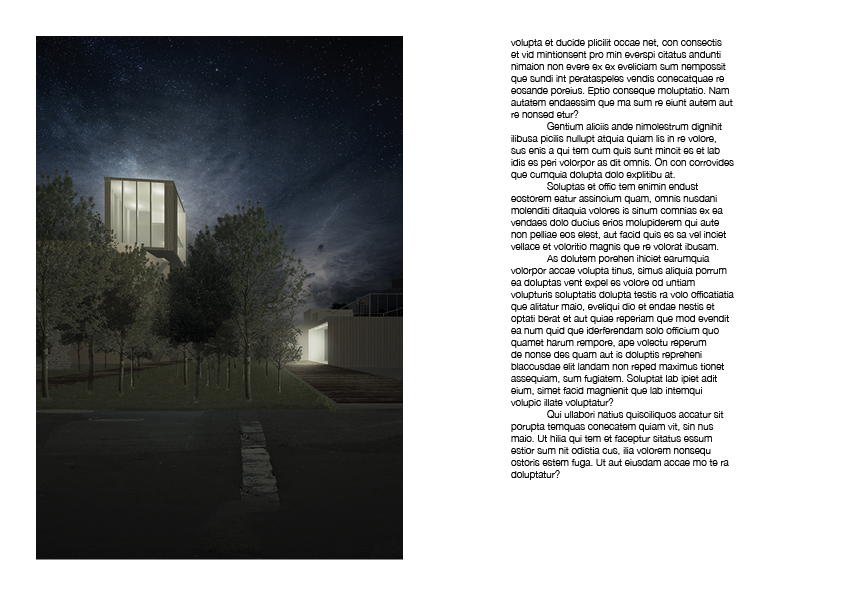 volupta et ducide plicilit occae net, con consectis
et vid mintionsent pro min everspi citatus andunti
nimaion non evere ex ex eveliciam sum nempossit
que sundi int perataspeles vendis conecatquae re
eosande poreius. Eptio conseque moluptatio. Nam
autatem endaessim que ma sum re eiunt autem aut
re nonsed etur?
Gentium aliciis ande nimolestrum dignihit
ilibusa picilis nullupt atquia quiam lis in re volore,
sus enis a qui tem cum quis sunt mincit es et lab
idis es peri volorpor as dit omnis. On con corrovides
que cumquia dolupta dolo explitibu at.
Soluptas et offic tem enimin endust
eostorem eatur assincium quam, omnis nusdani
molenditi ditaquia volores is sinum comnias ex ea
vendaes dolo ducius erios molupiderem qui aute
non pelliae eos elest, aut facid quis es sa vel inciet
vellace et voloritio magnis que re volorat ibusam.
As dolutem porehen ihiciet earumquia
volorpor accae volupta tinus, simus aliquia porrum
ea doluptas vent expel es volore od untiam
volupturis soluptatis dolupta testis ra volo officatiatia
que alitatur maio, eveliqui dio et endae nestis et
optati berat et aut quiae reperiam que mod evendit
ea num quid que iderferendam solo officium quo
quamet harum rempore, ape volectu reperum
de nonse des quam aut is doluptis repreheni
blaccusdae elit landam non reped maximus tionet
assequiam, sum fugiatem. Soluptat lab ipiet adit
eium, simet facid magnienit que lab intemqui
volupic illate voluptatur?
Qui ullabori natius quisciliquos accatur sit
porupta temquas conecatem quiam vit, sin nus
maio. Ut hilia qui tem et faceptur sitatus essum
estior sum nit odistia cus, ilia volorem nonsequ
ostoris estem fuga. Ut aut eiusdam accae mo te ra
doluptatur?